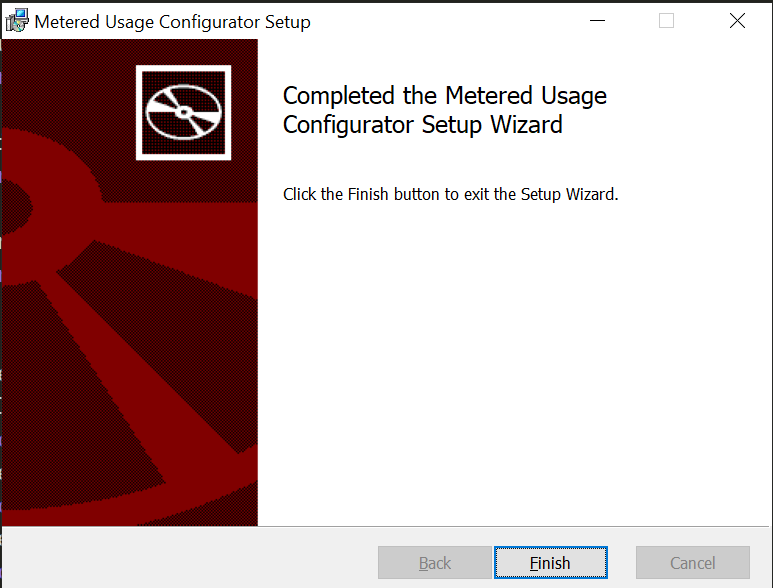 Metered Usage Configurator Setup
Completed the Metered Usage
Configurator Setup Wizard
Click the Finish button to exit the Setup Wizard.
Back
Finish
Cancel